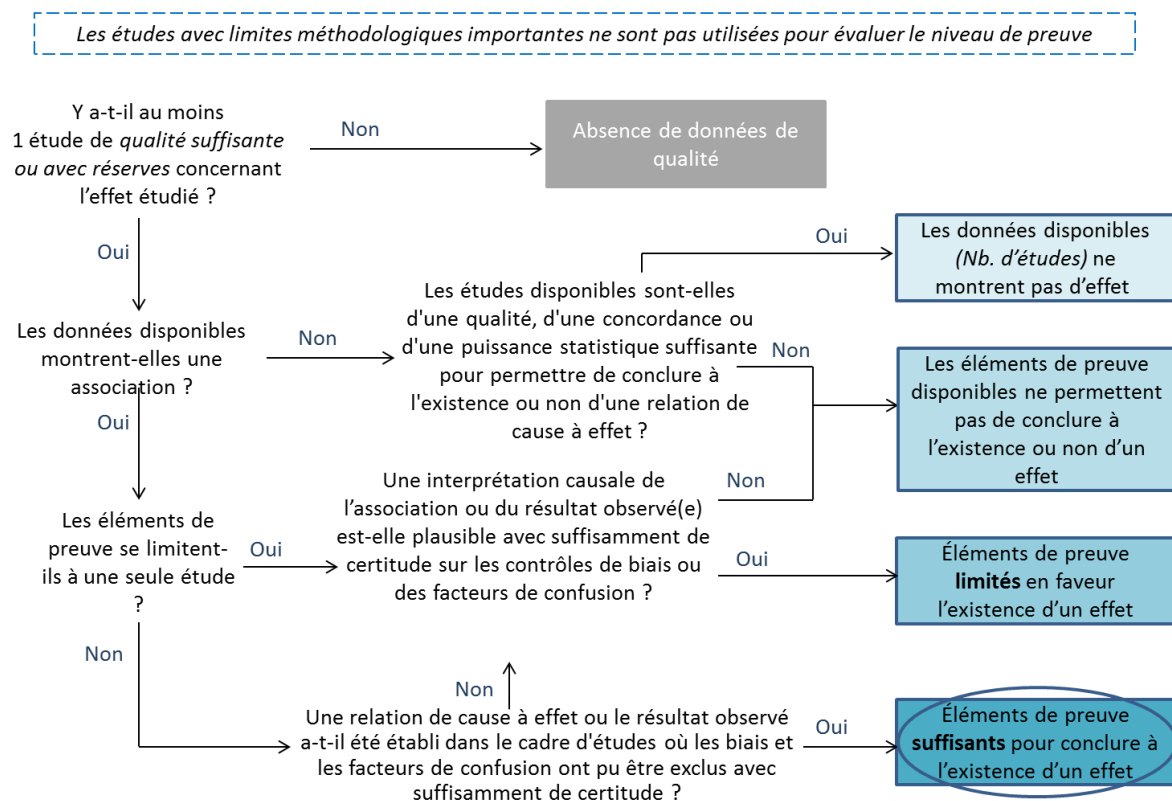 Les études avec limites méthodologiques importantes ne sont pas utilisées pour évaluer le niveau de preuve
Y a-t-il au moins
1 étude de qualité suffisante
ou avec réserves concernant
l’effet étudié ?
Non
Absence de données de
qualité
Oui
Les données disponibles
montrent-elles une
association ?
Non
Les études disponibles sont-elles
d'une qualité, d'une concordance ou
d'une puissance statistique suffisante
pour permettre de conclure à
l'existence ou non d'une relation de
cause à effet ?
Oui
Les données disponibles
(Nb. d’études) ne
montrent pas d’effet
Non
Les éléments de preuve
disponibles ne permettent
pas de conclure à
l’existence ou non d’un
effet
Oui
Les éléments de
preuve se limitent-
ils à une seule étude
?
Oui
Une interprétation causale de
l’association ou du résultat observé(e)
est-elle plausible avec suffisamment de
certitude sur les contrôles de biais ou
des facteurs de confusion ?
Non
Oui
Éléments de preuve
limités en faveur
l’existence d’un effet
Non
Non
Une relation de cause à effet ou le résultat observé
a-t-il été établi dans le cadre d'études où les biais et
les facteurs de confusion ont pu être exclus avec
suffisamment de certitude ?
Oui
Éléments de preuve
suffisants pour conclure à
l’existence d’un effet